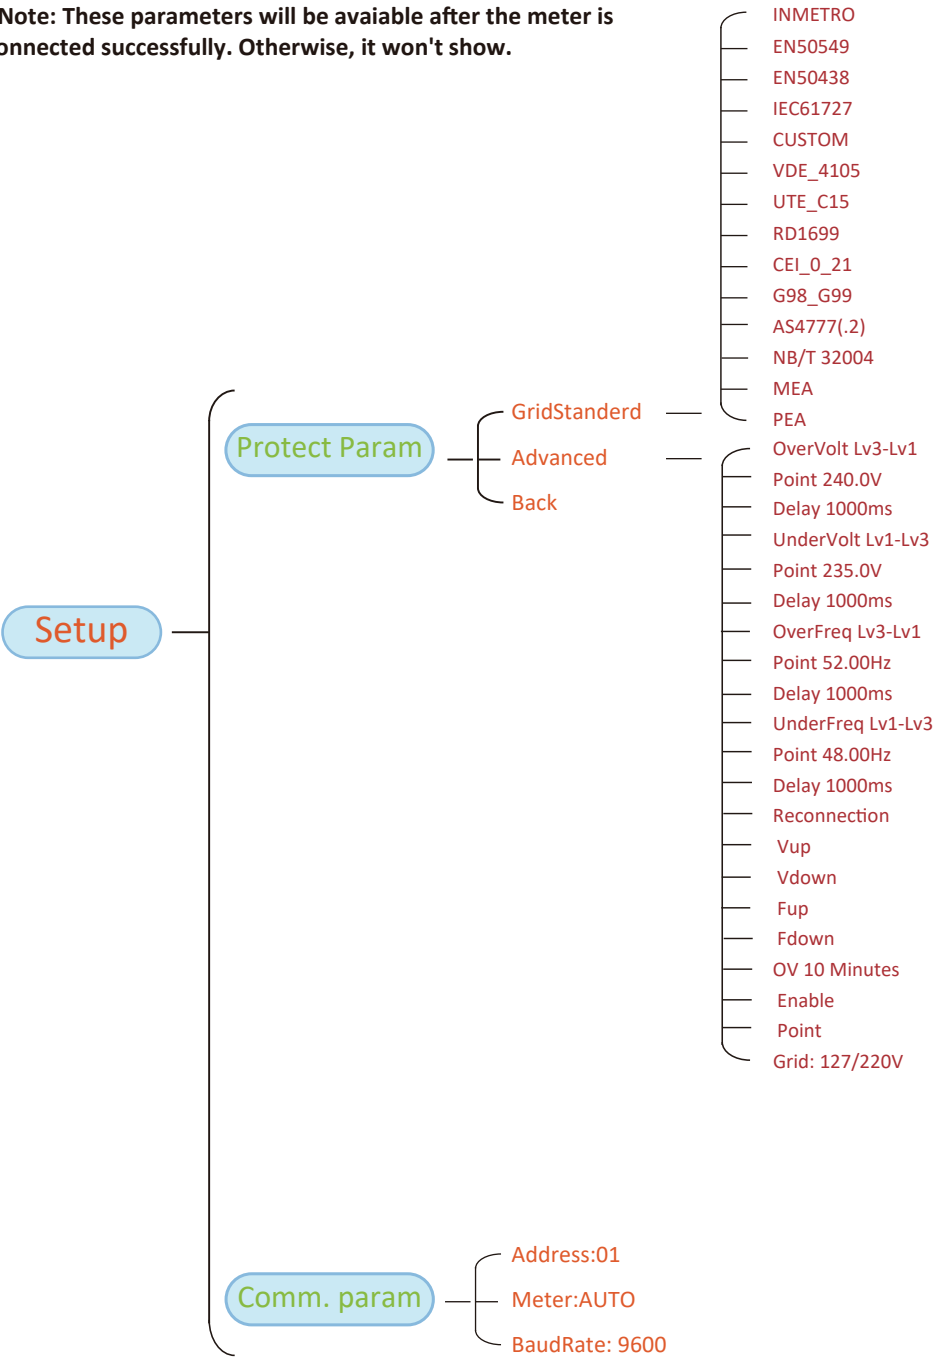 Note: These parameters will be avaiable after the meter is
onnected successfully. Otherwise, it won't show.
INMETRO
EN50549
EN50438
IEC61727
CUSTOM
VDE_4105
UTE_C15
RD1699
CEI_0_21
G98_G99
AS4777(.2)
NB/T 32004
MEA
PEA
Setup
Protect Param
GridStanderd
Advanced
Back
OverVolt Lv3-Lv1
Point 240.0V
Delay 1000ms
UnderVolt Lv1-Lv3
Point 235.0V
Delay 1000ms
OverFreq Lv3-Lv1
Point 52.00Hz
Delay 1000ms
UnderFreq Lv1-Lv3
Point 48.00Hz
Delay 1000ms
Reconnection
Vup
Vdown
Fup
Fdown
OV 10 Minutes
Enable
Point
Grid: 127/220V
Comm. param
Address:01
Meter:AUTO
BaudRate: 9600